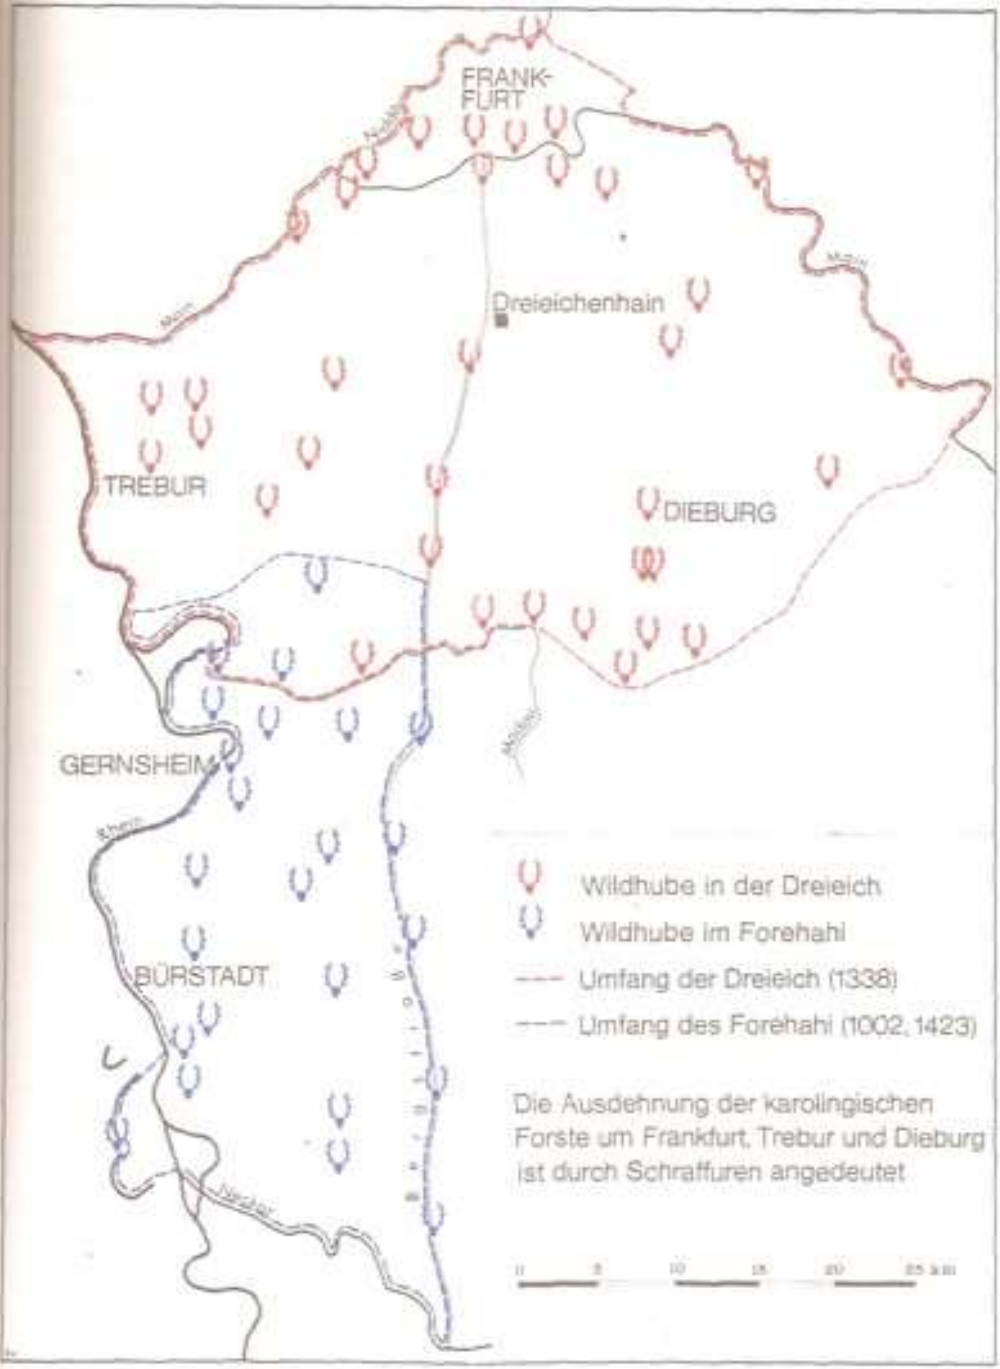 FRANK-
FURT
Nidda
Main
Main
Dreieichenhain
TREBUR
DIEBURG
Modau
GERNSHEIM
Rhein
BÜRSTADT
Neckar
Wildhube in der Dreieich
Wildhube im Forehahi
Umfang der Dreieich (1338)
Umfang des Forehahi (1002, 1423)
Die Ausdehnung der karolingischen
Forste um Frankfurt, Trebur und Dieburg
ist durch Schraffuren angedeutet
0 5 10 15 20 25 km